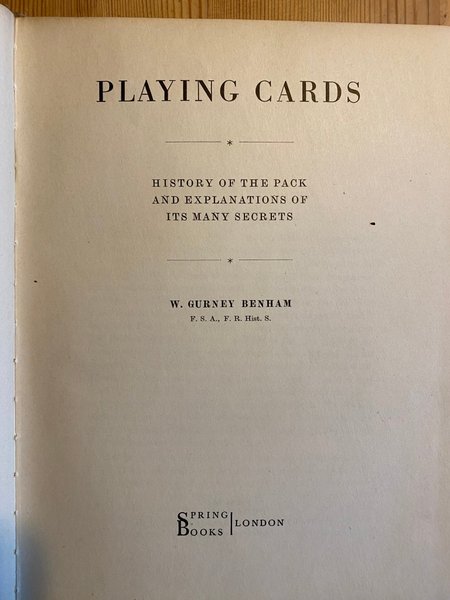 PLAYING CARDS
*
HISTORY OF THE PACK
AND EXPLANATIONS OF
ITS MANY SECRETS
*
W. GURNEY BENHAM
F. S. A., F. R. Hist. S.
SPRING
BOOKS | LONDON